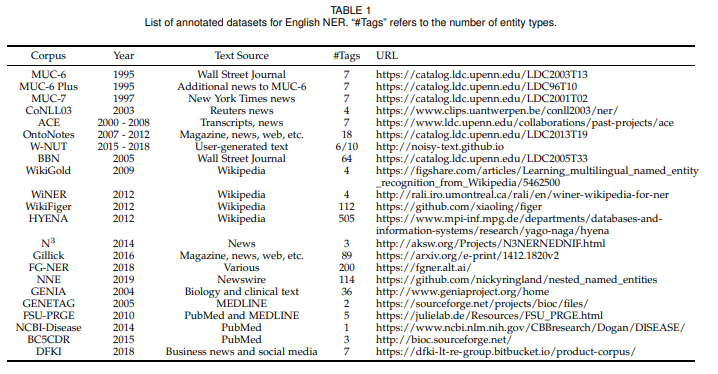 TABLE 1
List of annotated datasets for English NER. “#Tags” refers to the number of entity types.
Corpus Year Text Source #Tags URL
MUC-6 1995 Wall Street Journal 7 https://catalog.ldc.upenn.edu/LDC2003T13
MUC-6 Plus 1995 Additional news to MUC-6 7 https://catalog.ldc.upenn.edu/LDC96T10
MUC-7 1997 New York Times news 7 https://catalog.ldc.upenn.edu/LDC2001T02
CoNLL03 2003 Reuters news 4 https://www.clips.uantwerpen.be/conll2003/ner/
ACE 2000 - 2008 Transcripts, news 7 https://www.ldc.upenn.edu/collaborations/past-projects/ace
OntoNotes 2007 - 2012 Magazine, news, web, etc. 18 https://catalog.ldc.upenn.edu/LDC2013T19
W-NUT 2015 - 2018 User-generated text 6/10 http://noisy-text.github.io
BBN 2005 Wall Street Journal 64 https://catalog.ldc.upenn.edu/LDC2005T33
WikiGold 2009 Wikipedia 4 https://figshare.com/articles/Learning_multilingual_named_entity
_recognition_from_Wikipedia/5462500
WiNER 2012 Wikipedia 4 http://rali.iro.umontreal.ca/rali/en/winer-wikipedia-for-ner
WikiFiger 2012 Wikipedia 112 https://github.com/xiaoling/figer
HYENA 2012 Wikipedia 505 https://www.mpi-inf.mpg.de/departments/databases-and-
information-systems/research/yago-naga/hyena
N³ 2014 News 3 http://aksw.org/Projects/N3NERNEDNIF.html
Gillick 2016 Magazine, news, web, etc. 89 https://arxiv.org/e-print/1412.1820v2
FG-NER 2018 Various 200 https://fgner.alt.ai/
NNE 2019 Newswire 114 https://github.com/nickyringland/nested_named_entities
GENIA 2004 Biology and clinical text 36 http://www.geniaproject.org/home
GENETAG 2005 MEDLINE 2 https://sourceforge.net/projects/bioc/files/
FSU-PRGE 2010 PubMed and MEDLINE 5 https://julielab.de/Resources/FSU_PRGE.html
NCBI-Disease 2014 PubMed 1 https://www.ncbi.nlm.nih.gov/CBBresearch/Dogan/DISEASE/
BC5CDR 2015 PubMed 3 http://bioc.sourceforge.net/
DFKI 2018 Business news and social media 7 https://dfki-lt-re-group.bitbucket.io/product-corpus/